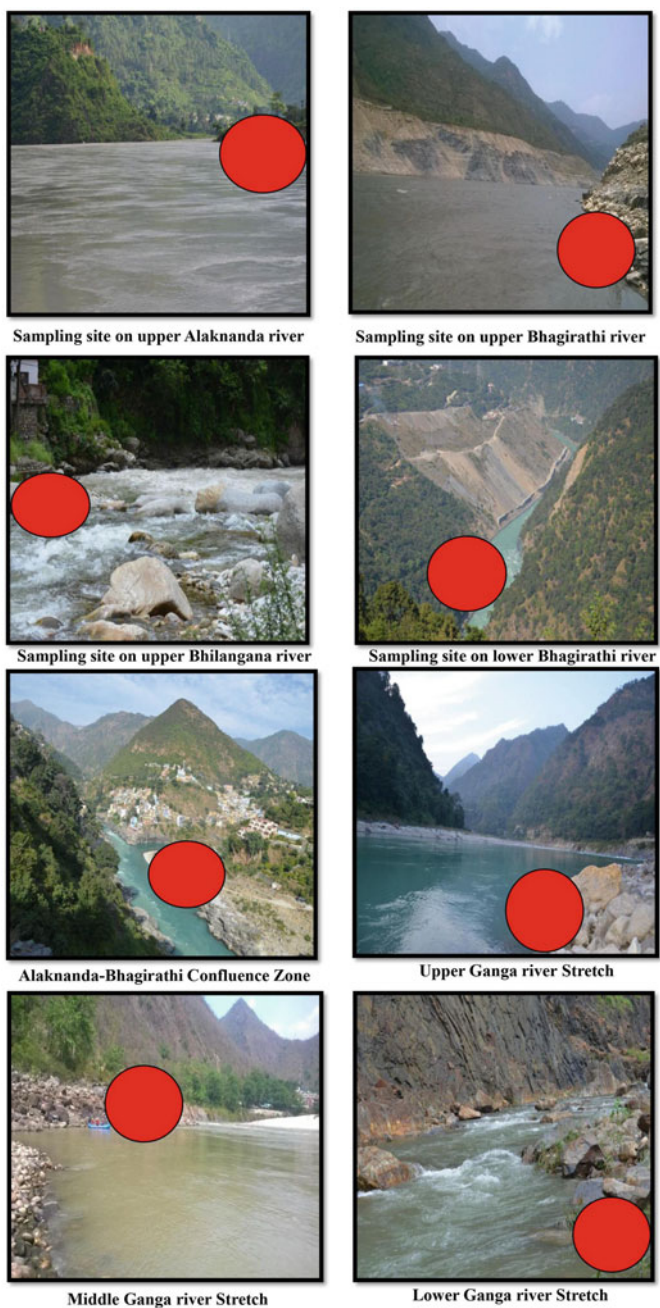 Sampling site on upper Alaknanda river
Sampling site on upper Bhagirathi river
Sampling site on upper Bhilangana river
Sampling site on lower Bhagirathi river
Alaknanda-Bhagirathi Confluence Zone
Upper Ganga river Stretch
Middle Ganga river Stretch
Lower Ganga river Stretch